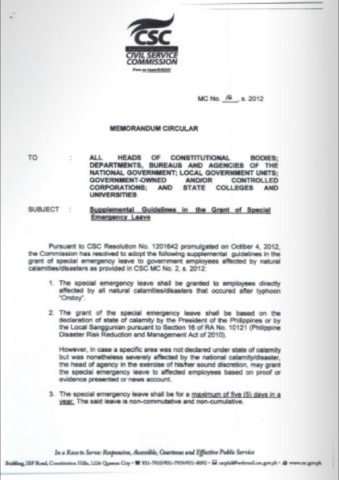 CSC
CIVIL SERVICE
COMMISSION
MC No. 16, s. 2012
MEMORANDUM CIRCULAR
TO : ALL HEADS OF CONSTITUTIONAL BODIES;
DEPARTMENTS, BUREAUS AND AGENCIES OF THE
NATIONAL GOVERNMENT; LOCAL GOVERNMENT UNITS;
GOVERNMENT-OWNED AND/OR CONTROLLED
CORPORATIONS; AND STATE COLLEGES AND
UNIVERSITIES
SUBJECT : Supplemental Guidelines in the Grant of Special
Emergency Leave
Pursuant to CSC Resolution No. 1201642 promulgated on October 4, 2012,
the Commission has resolved to adopt the following supplemental guidelines in the
grant of special emergency leave to government employees affected by natural
calamities/disasters as provided in CSC MC No. 2, s. 2012:
1. The special emergency leave shall be granted to employees directly
affected by all natural calamities/disasters that occured after typhoon
"Ondoy".
2. The grant of the special emergency leave shall be based on the
declaration of state of calamity by the President of the Philippines or by
the Local Sanggunian pursuant to Section 16 of RA No. 10121 (Philippine
Disaster Risk Reduction and Management Act of 2010).
However, in case a specific area was not declared under state of calamity
but was nonetheless severely affected by the national calamity/disaster,
the head of agency in the exercise of his/her sound discretion, may grant
the special emergency leave to affected employees based on proof or
evidence presented or news account.
3. The special emergency leave shall be for a maximum of five (5) days in a
year. The said leave is non-commutative and non-cumulative.
In a Race to Serve: Responsive, Accessible, Courteous and Effective Public Service
Building, IBP Road, Constitution Hills, 1126 Quezon City